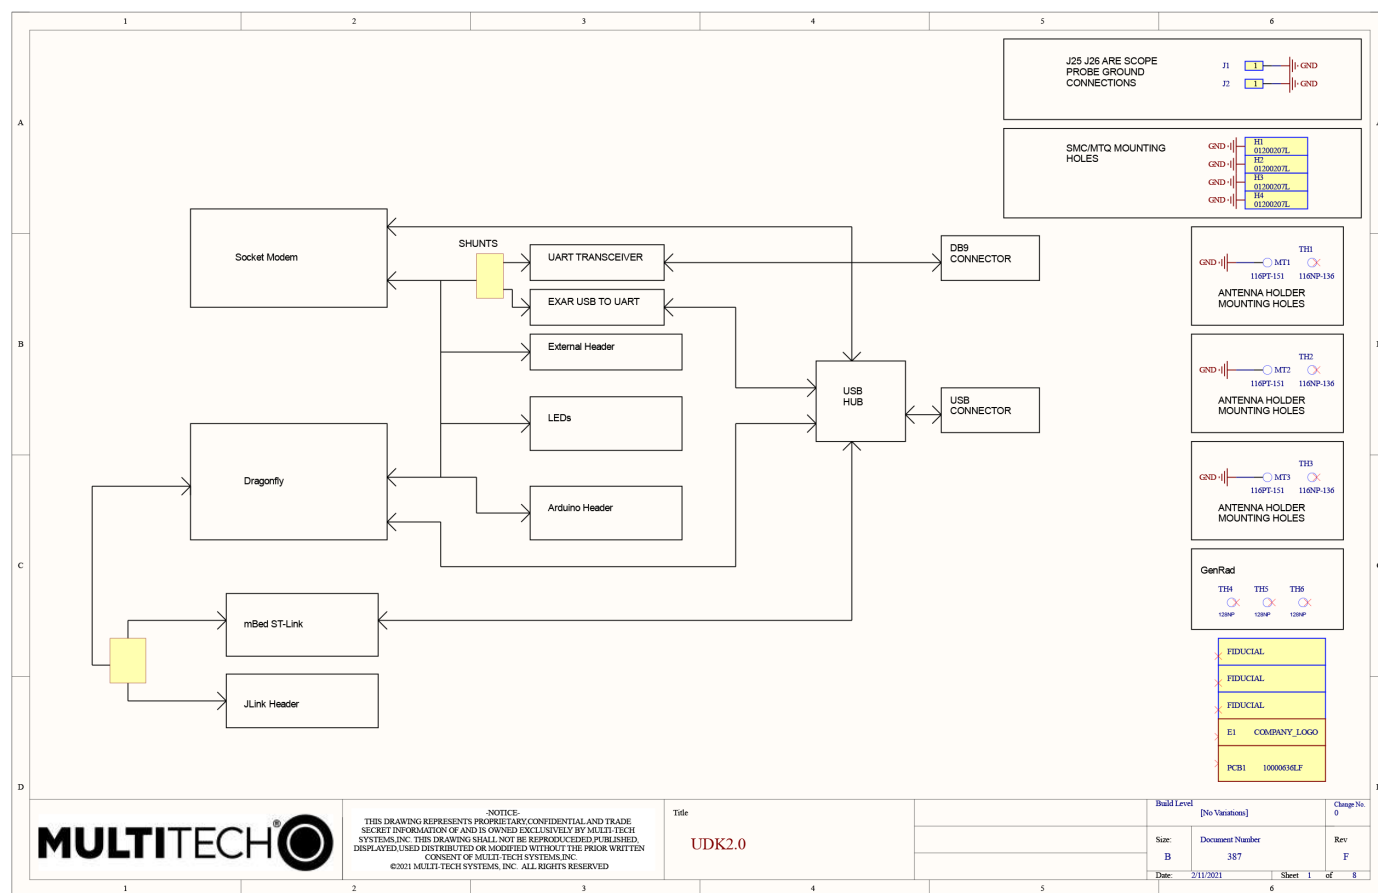 1 2 3 4 5 6
J25 J26 ARE SCOPE
PROBE GROUND
CONNECTIONS
J1 1 GND
J2 1 GND
A
SMC/MTQ MOUNTING
HOLES
GND H1
01200207L
GND H2
01200207L
GND H3
01200207L
GND H4
01200207L
Socket Modem
SHUNTS
UART TRANSCEIVER
DB9
CONNECTOR
EXAR USB TO UART
External Header
B
USB
HUB
USB
CONNECTOR
LEDs
Dragonfly
Arduino Header
C
mBed ST-Link
JLink Header
D
TH1
GND MT1
116PT-151 116NP-136
ANTENNA HOLDER
MOUNTING HOLES
TH2
GND MT2
116PT-151 116NP-136
ANTENNA HOLDER
MOUNTING HOLES
TH3
GND MT3
116PT-151 116NP-136
ANTENNA HOLDER
MOUNTING HOLES
GenRad
TH4 TH5 TH6
128NP 128NP 128NP
FIDUCIAL
FIDUCIAL
FIDUCIAL
E1 COMPANY_LOGO
PCB1 10000636LF
MULTITECH
-NOTICE-
THIS DRAWING REPRESENTS PROPRIETARY,CONFIDENTIAL AND TRADE
SECRET INFORMATION OF AND IS OWNED EXCLUSIVELY BY MULTI-TECH
SYSTEMS,INC. THIS DRAWING SHALL NOT BE REPRODUCEDED,PUBLISHED,
DISPLAYED,USED DISTRIBUTED OR MODIFIED WITHOUT THE PRIOR WRITTEN
CONSENT OF MULTI-TECH SYSTEMS,INC.
©2021 MULTI-TECH SYSTEMS, INC. ALL RIGHTS RESERVED
Title
UDK2.0
Build Level
[No Variations]
Change No.
0
Size:
B
Document Number
387
Rev
F
Date: 2/11/2021 Sheet 1 of 8
1 2 3 4 5 6